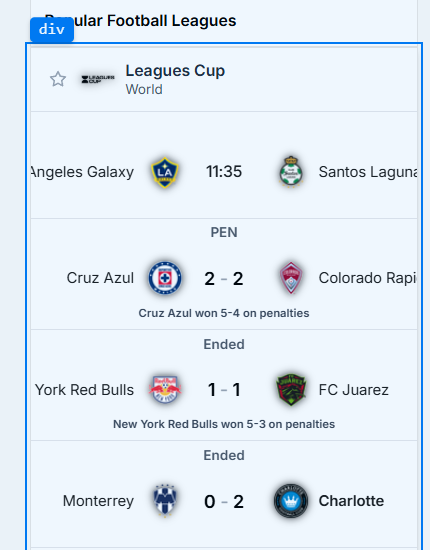 div
ular Football Leagues
LEAGUES CUP
Leagues Cup
World
Angeles Galaxy LA 11:35 Santos Laguna
PEN
Cruz Azul 2 - 2 Colorado Rapi
Cruz Azul won 5-4 on penalties
Ended
York Red Bulls 1 - 1 FC Juarez
New York Red Bulls won 5-3 on penalties
Ended
Monterrey 0 - 2 Charlotte